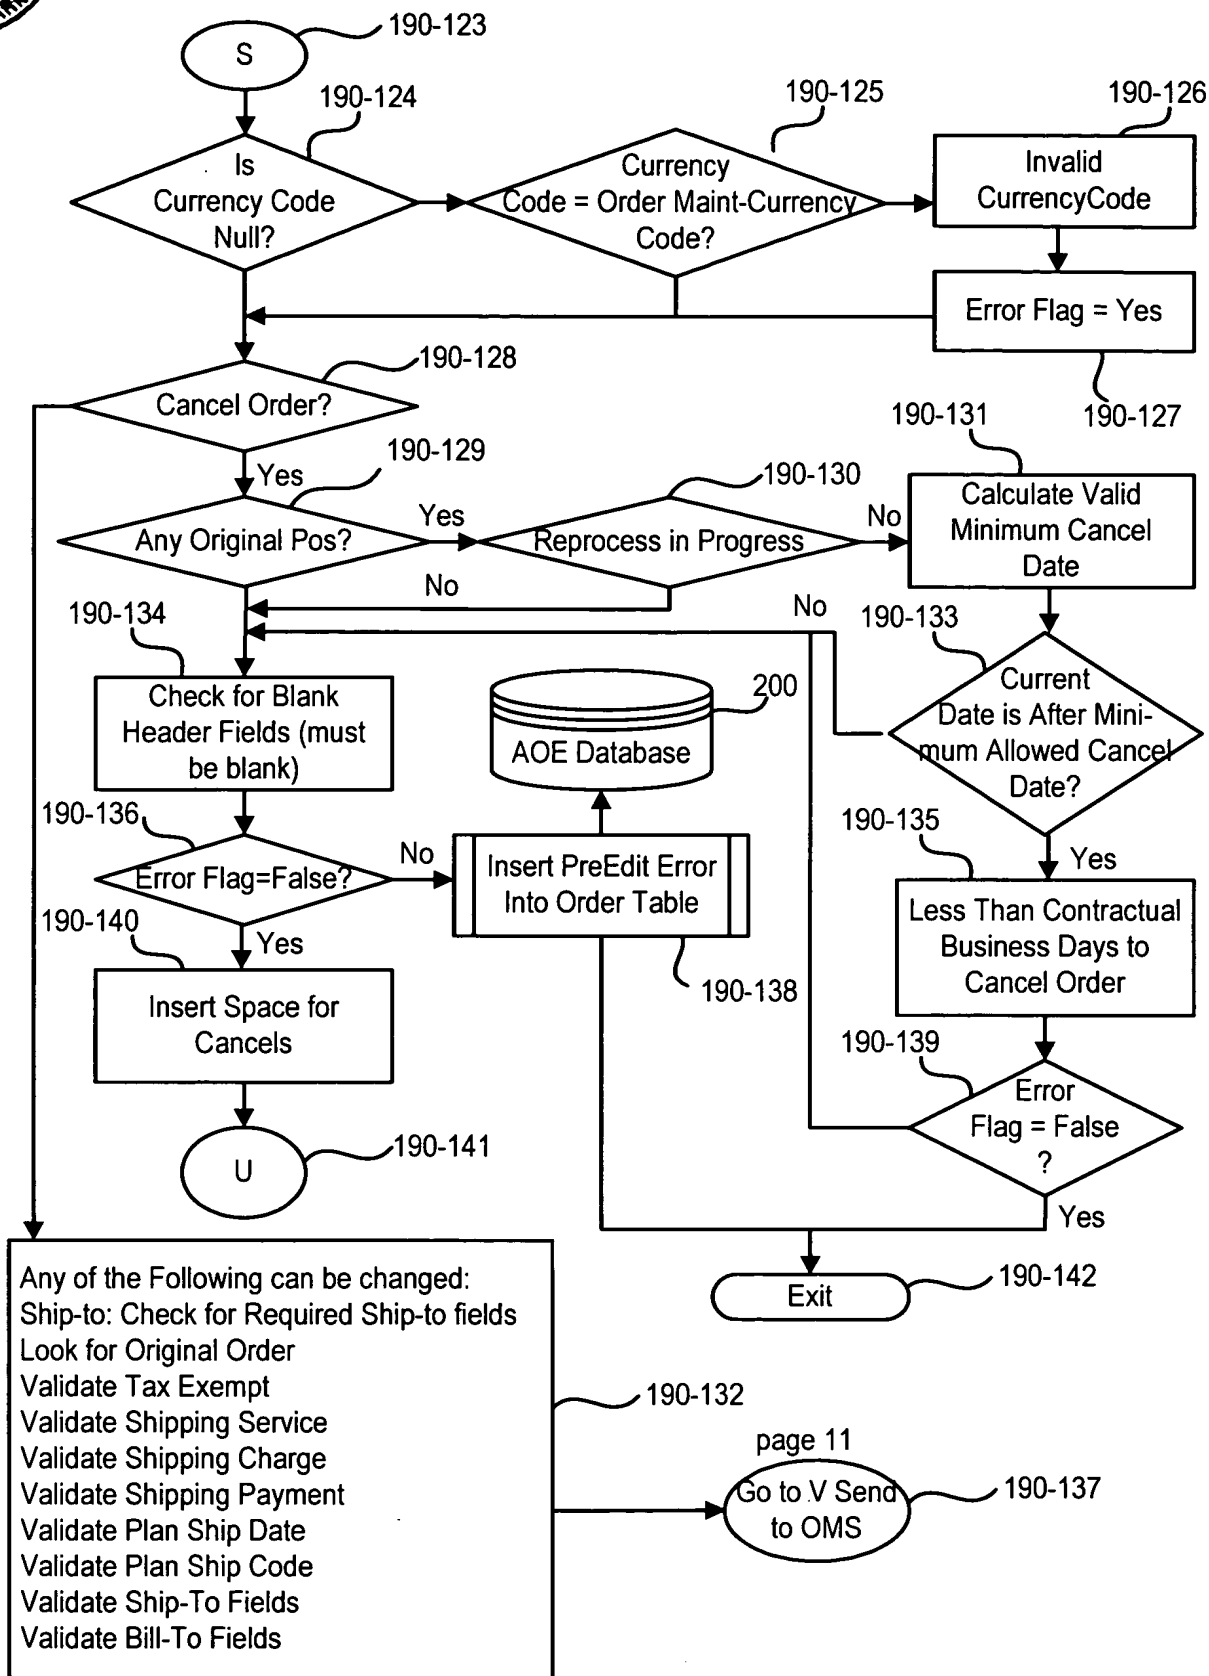 190-123
S
190-124
190-125
190-126
Is
Currency Code
Null?
Currency
Code = Order Maint-Currency
Code?
Invalid
CurrencyCode
Error Flag = Yes
190-127
190-128
Cancel Order?
Yes
190-129
190-130
190-131
Any Original Pos?
Yes
Reprocess in Progress
No
Calculate Valid
Minimum Cancel
Date
No
No
190-133
190-134
Check for Blank
Header Fields (must
be blank)
200
AOE Database
Current
Date is After Mini-
mum Allowed Cancel
Date?
190-136
Error Flag=False?
No
Insert PreEdit Error
Into Order Table
190-138
190-135
Yes
Less Than Contractual
Business Days to
Cancel Order
190-140
Yes
Insert Space for
Cancels
190-139
Error
Flag = False
?
Yes
U
190-141
Exit
190-142
Any of the Following can be changed:
Ship-to: Check for Required Ship-to fields
Look for Original Order
Validate Tax Exempt
Validate Shipping Service
Validate Shipping Charge
Validate Shipping Payment
Validate Plan Ship Date
Validate Plan Ship Code
Validate Ship-To Fields
Validate Bill-To Fields
190-132
page 11
Go to V Send
to OMS
190-137